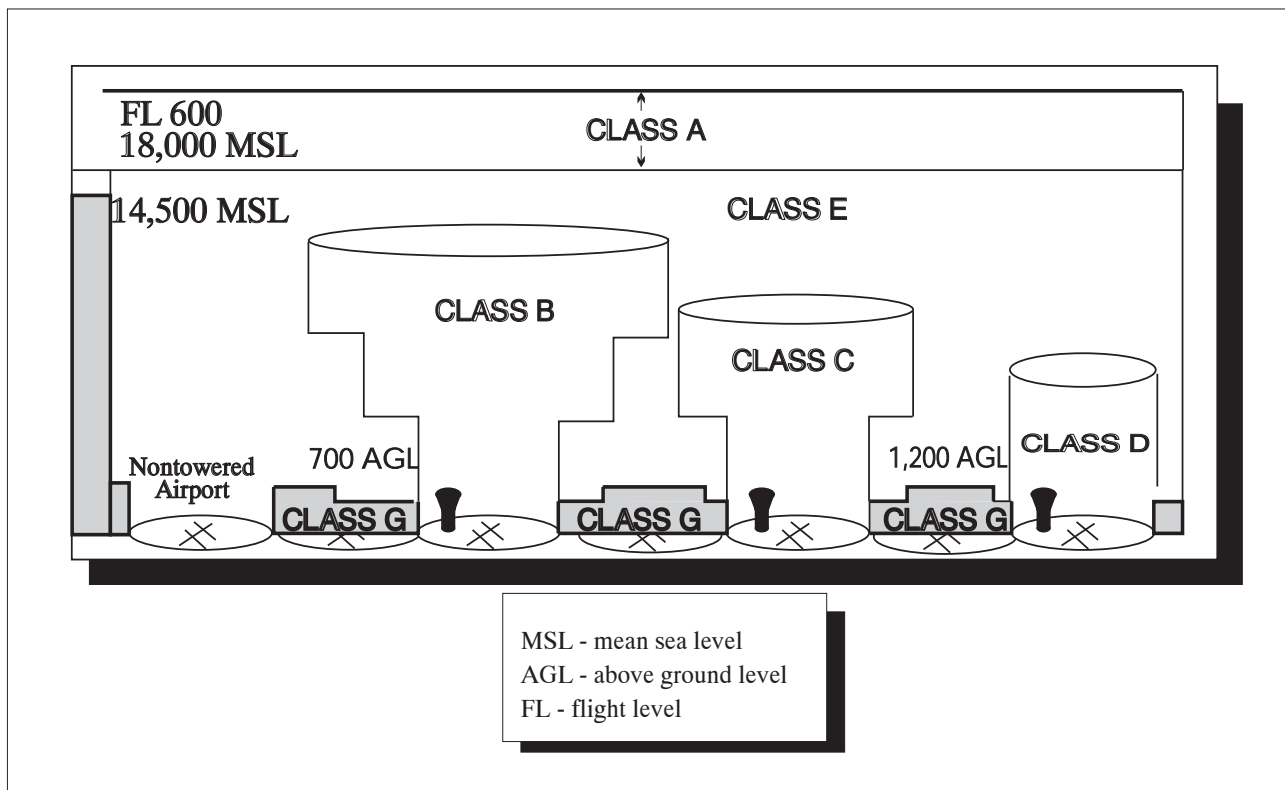 FL 600
18,000 MSL
CLASS A
14,500 MSL
CLASS E
CLASS B
CLASS C
CLASS D
Nontowered
Airport
700 AGL
1,200 AGL
CLASS G
CLASS G
CLASS G
MSL - mean sea level
AGL - above ground level
FL - flight level